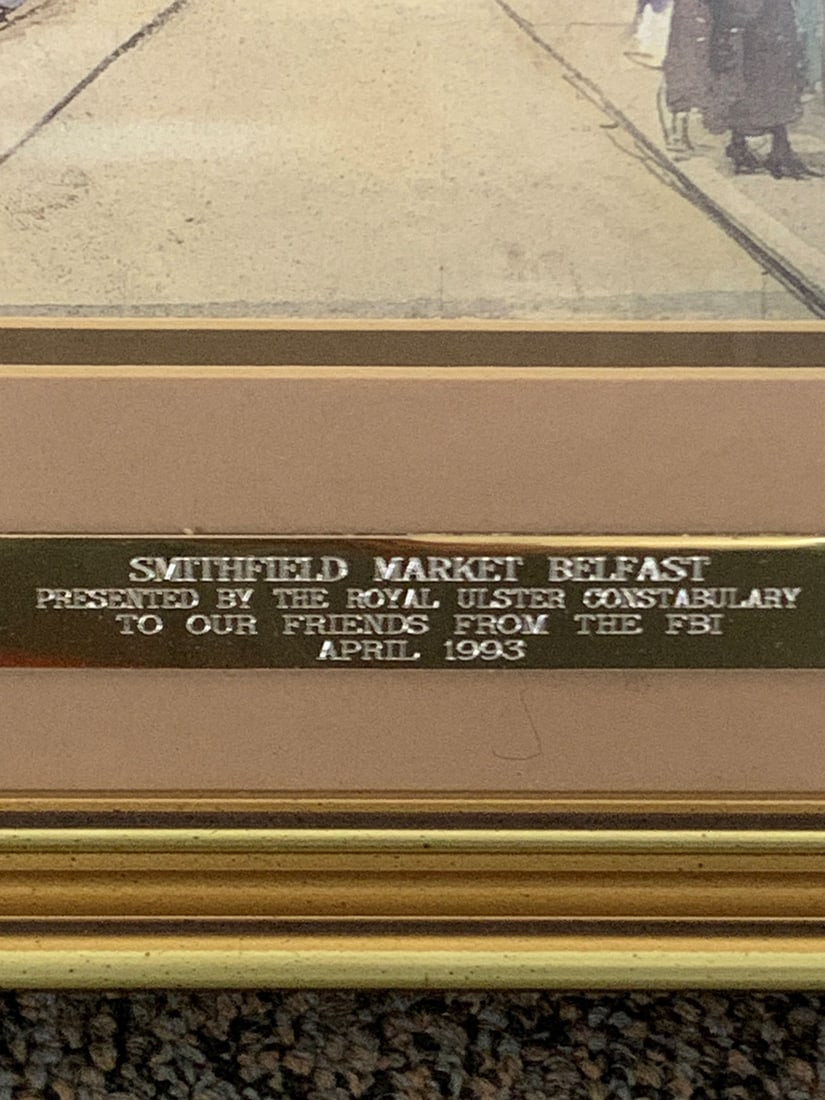 SMITHFIELD MARKET BELFAST
PRESENTED BY THE ROYAL ULSTER CONSTABULARY
TO OUR FRIENDS FROM THE FBI
APRIL 1993